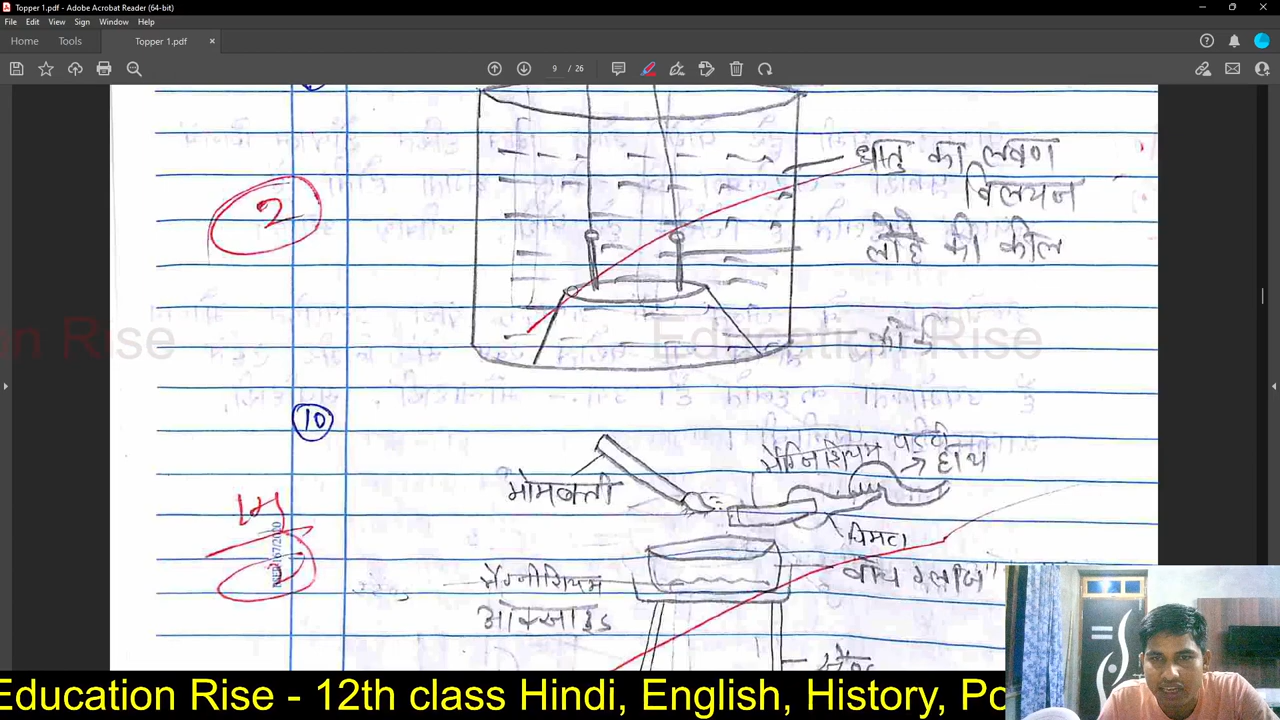 Topper 1.pdf - Adobe Acrobat Reader (64-bit)
File Edit View Sign Window Help
Home Tools Topper 1.pdf ×
9 / 26
धातु का लवण
विलयन
2
लोहे की कील
Education Rise
Education Rise
10
मैग्निशियम पट्टी
हाथ
मोमबत्ती
चिमटा
वॉच ग्लास
मैग्नीशियम
ऑक्साइड
Education Rise - 12th class Hindi, English, History, Po